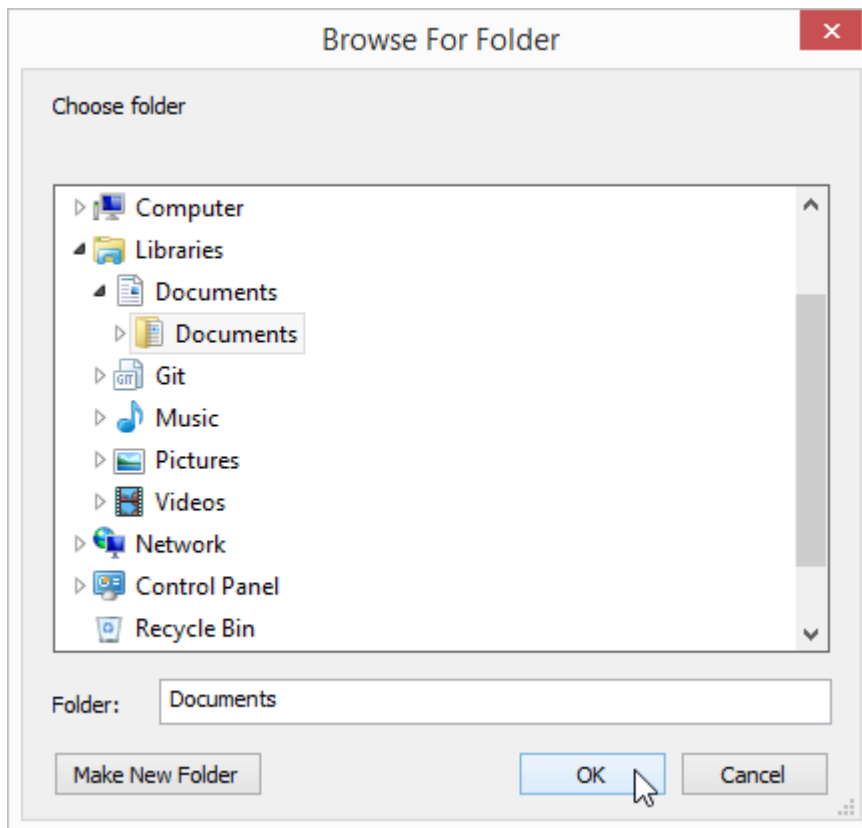 Browse For Folder
Choose folder
Computer
Libraries
Documents
Documents
GIT Git
Music
Pictures
Videos
Network
Control Panel
Recycle Bin
Folder: Documents
Make New Folder OK Cancel